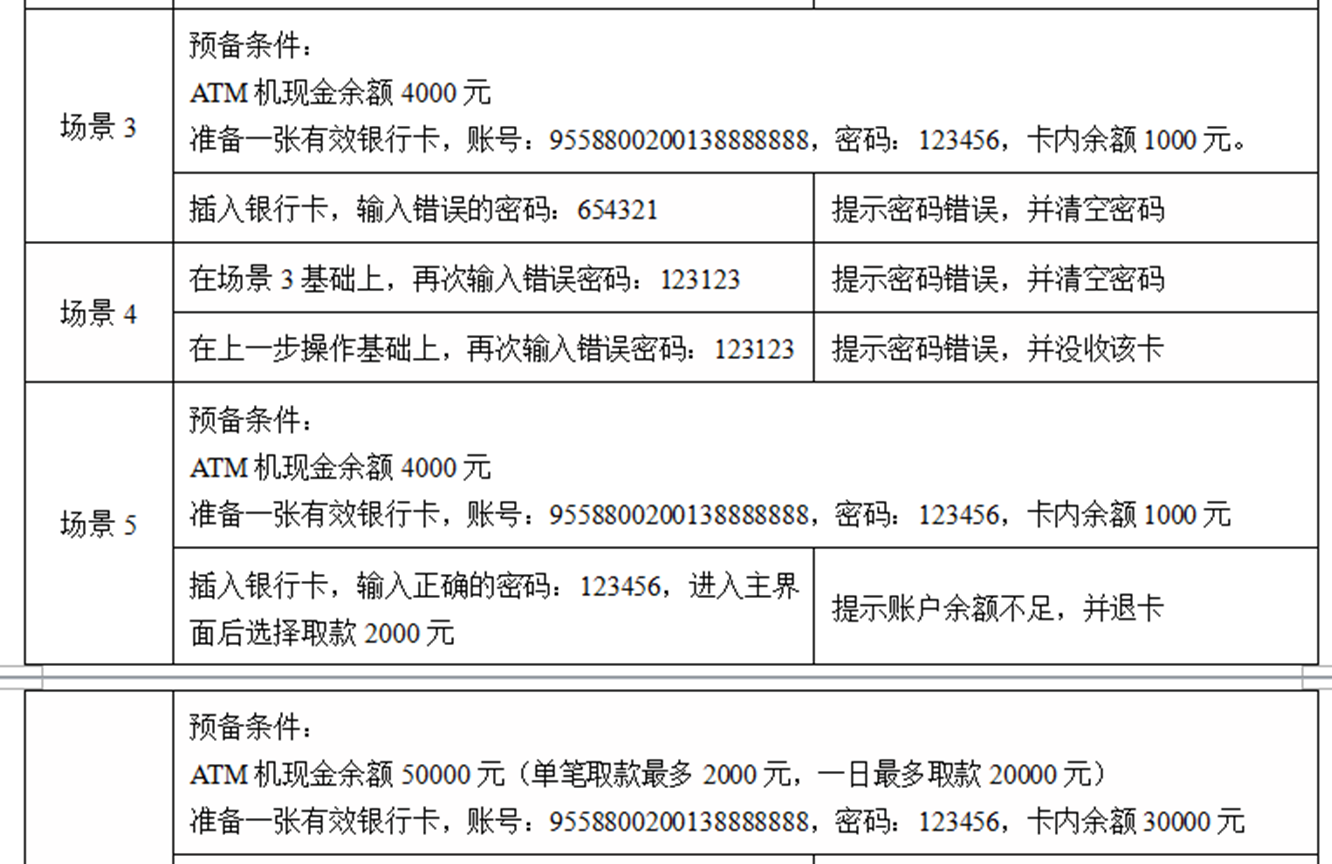 场景 3
预备条件：
ATM 机现金余额 4000 元
准备一张有效银行卡，账号：9558800200138888888，密码：123456，卡内余额 1000 元。
插入银行卡，输入错误的密码：654321
提示密码错误，并清空密码
场景 4
在场景 3 基础上，再次输入错误密码：123123
提示密码错误，并清空密码
在上一步操作基础上，再次输入错误密码：123123
提示密码错误，并没收该卡
场景 5
预备条件：
ATM 机现金余额 4000 元
准备一张有效银行卡，账号：9558800200138888888，密码：123456，卡内余额 1000 元
插入银行卡，输入正确的密码：123456，进入主界
面后选择取款 2000 元
提示账户余额不足，并退卡
预备条件：
ATM 机现金余额 50000 元（单笔取款最多 2000 元，一日最多取款 20000 元）
准备一张有效银行卡，账号：9558800200138888888，密码：123456，卡内余额 30000 元